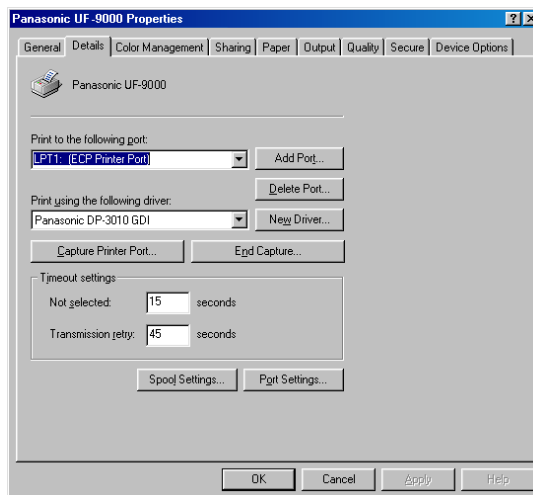 Panasonic UF-9000 Properties
General Details Color Management Sharing Paper Output Quality Secure Device Options
Panasonic UF-9000
Print to the following port:
LPT1: (ECP Printer Port) Add Port...
Delete Port...
Print using the following driver:
Panasonic DP-3010 GDI New Driver...
Capture Printer Port... End Capture...
Timeout settings
Not selected: 15 seconds
Transmission retry: 45 seconds
Spool Settings... Port Settings...
OK Cancel Apply Help